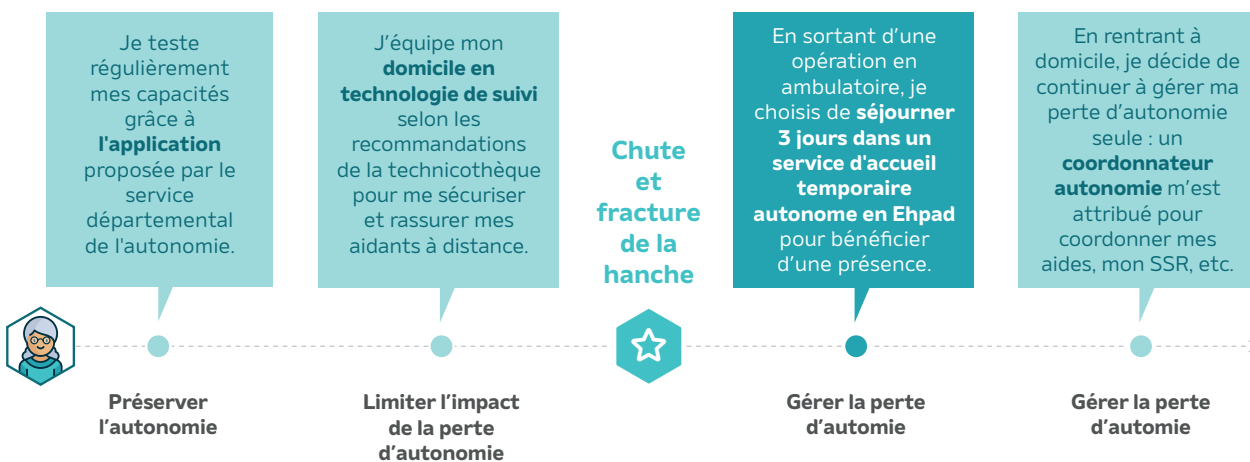 Je teste
régulièrement
mes capacités
grâce à
l'application
proposée par le
service
départemental
de l'autonomie.
J’équipe mon
domicile en
technologie de suivi
selon les
recommandations
de la technicothèque
pour me sécuriser
et rassurer mes
aidants à distance.
Chute
et
fracture
de la
hanche
En sortant d’une
opération en
ambulatoire, je
choisis de séjourner
3 jours dans un
service d'accueil
temporaire
autonome en Ehpad
pour bénéficier
d’une présence.
En rentrant à
domicile, je décide de
continuer à gérer ma
perte d’autonomie
seule : un
coordonnateur
autonomie m’est
attribué pour
coordonner mes
aides, mon SSR, etc.
Préserver
l’autonomie
Limiter l’impact
de la perte
d’autonomie
Gérer la perte
d’automie
Gérer la perte
d’automie